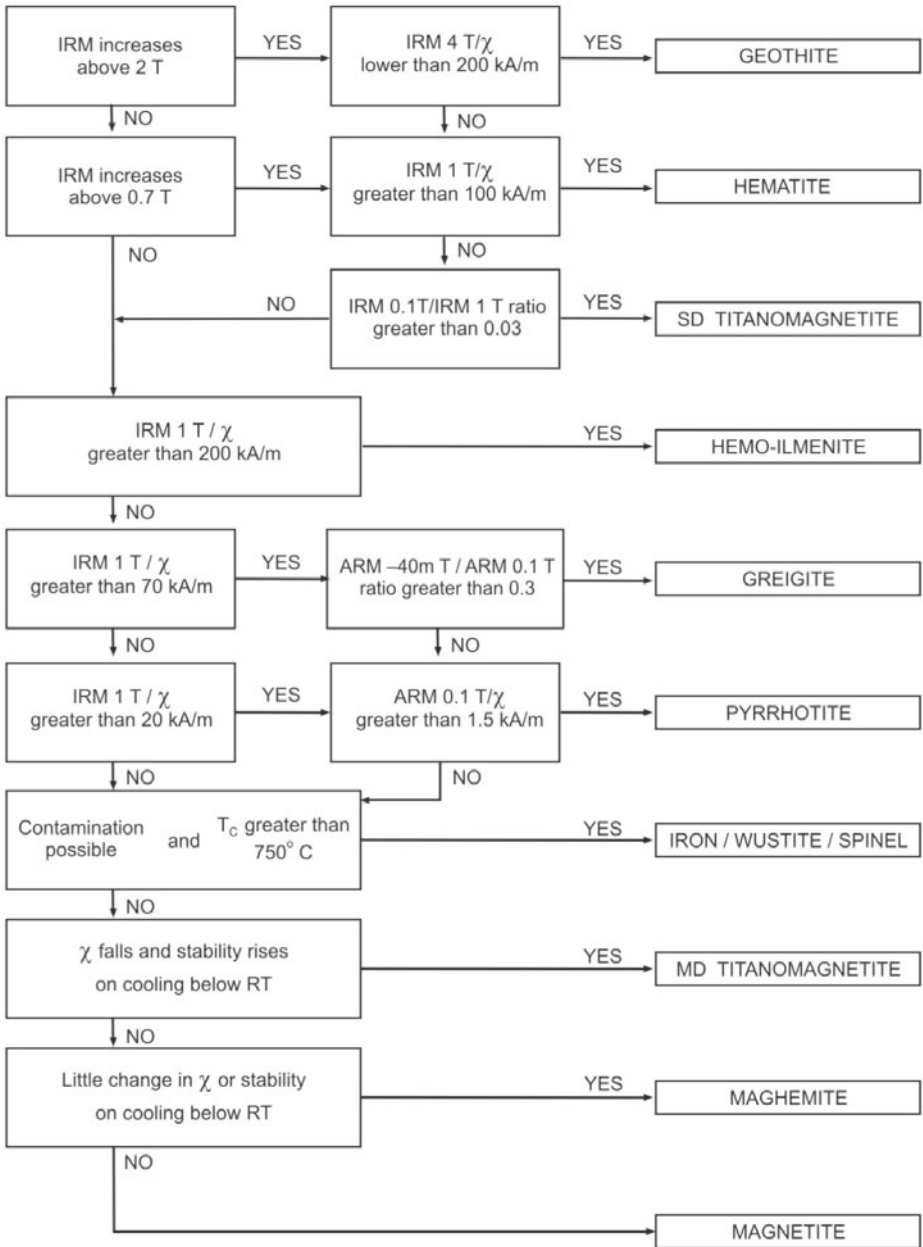 IRM increases
above 2 T
YES
IRM 4 T/χ
lower than 200 kA/m
YES
GEOTHITE
NO
NO
IRM increases
above 0.7 T
YES
IRM 1 T/χ
greater than 100 kA/m
YES
HEMATITE
NO
NO
NO
IRM 0.1T/IRM 1 T ratio
greater than 0.03
YES
SD TITANOMAGNETITE
IRM 1 T / χ
greater than 200 kA/m
YES
HEMO-ILMENITE
NO
IRM 1 T / χ
greater than 70 kA/m
YES
ARM –40m T / ARM 0.1 T
ratio greater than 0.3
YES
GREIGITE
NO
NO
IRM 1 T / χ
greater than 20 kA/m
YES
ARM 0.1 T/χ
greater than 1.5 kA/m
YES
PYRRHOTITE
NO
NO
Contamination
possible
and
T_C greater than
750° C
YES
IRON / WUSTITE / SPINEL
NO
χ falls and stability rises
on cooling below RT
YES
MD TITANOMAGNETITE
NO
Little change in χ or stability
on cooling below RT
YES
MAGHEMITE
NO
MAGNETITE